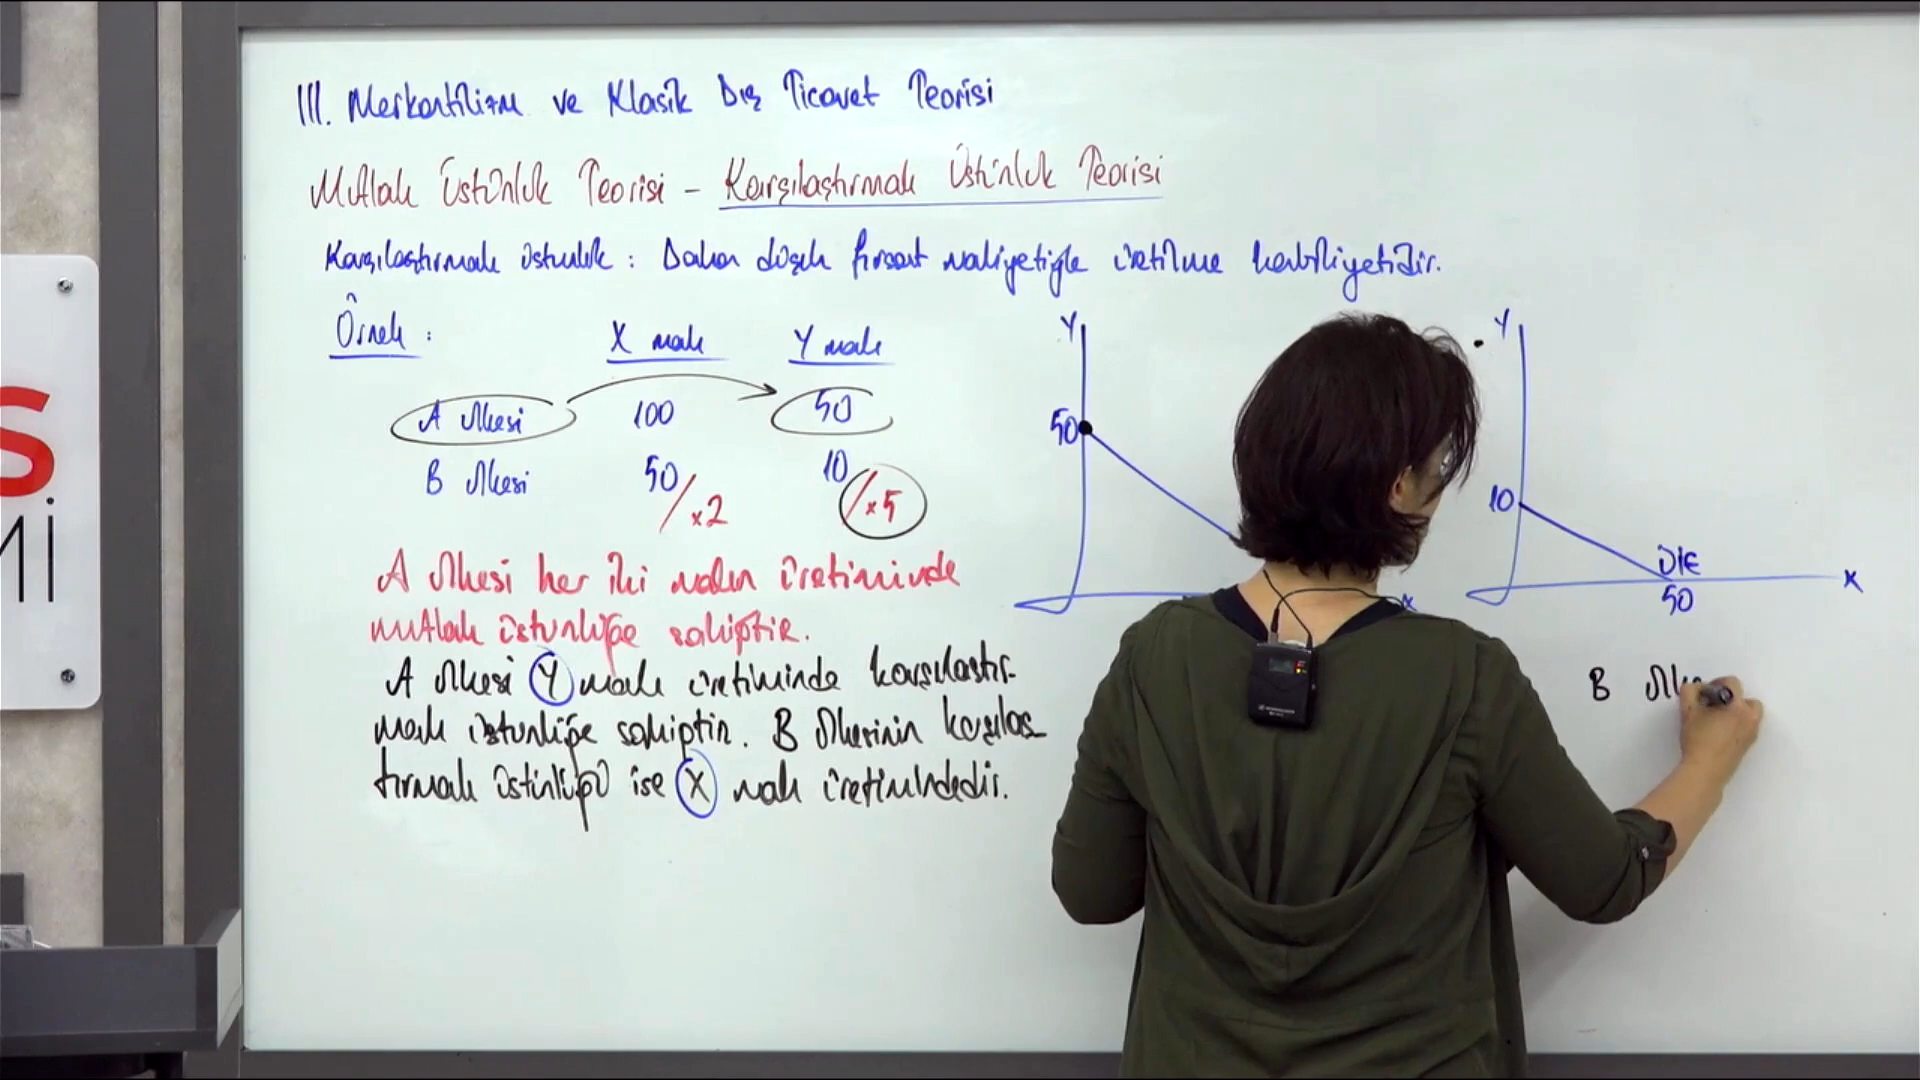 III. Merkantilizm ve Klasik Dış Ticaret Teorisi
Mutlak Üstünlük Teorisi - Karşılaştırmalı Üstünlük Teorisi
Karşılaştırmalı üstünlük : Daha düşük fırsat maliyetiyle üretilme kabiliyetidir.
Örnek :
X malı Y malı
A ülkesi 100 50
B ülkesi 50 10
/x2 /x5
A ülkesi her iki malın üretiminde
mutlak üstünlüğe sahiptir.
A ülkesi Y malı üretiminde karşılaştır-
malı üstünlüğe sahiptir. B ülkesinin karşılaş-
tırmalı üstünlüğü ise X malı üretimindedir.
Y
50
X
Y
10
ÜİE
50
X
B
S
Mİ